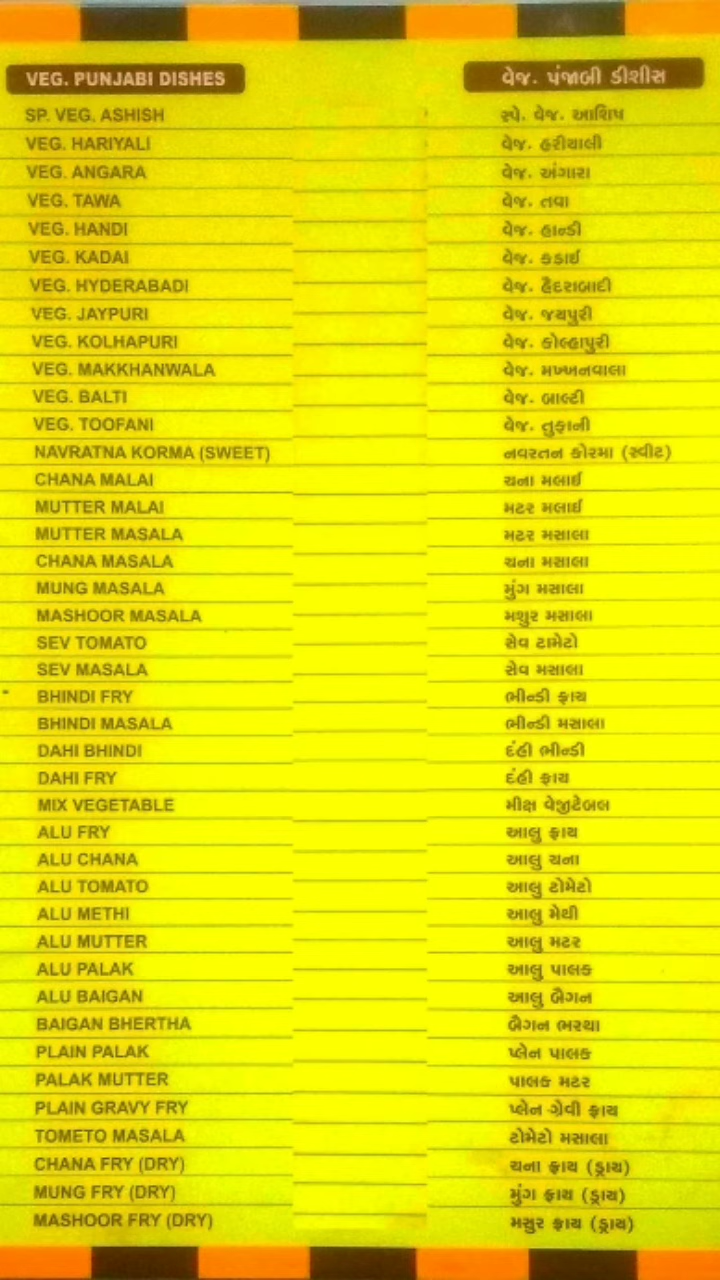 VEG. PUNJABI DISHES વેજ. પંજાબી ડીશીસ
SP. VEG. ASHISH સ્પે. વેજ. આશિષ
VEG. HARIYALI વેજ. હરીયાલી
VEG. ANGARA વેજ. અંગારા
VEG. TAWA વેજ. તવા
VEG. HANDI વેજ. હાન્ડી
VEG. KADAI વેજ. કડાઈ
VEG. HYDERABADI વેજ. હૈદરાબાદી
VEG. JAYPURI વેજ. જયપુરી
VEG. KOLHAPURI વેજ. કોલ્હાપુરી
VEG. MAKKHANWALA વેજ. મખ્ખનવાલા
VEG. BALTI વેજ. બાલ્ટી
VEG. TOOFANI વેજ. તુફાની
NAVRATNA KORMA (SWEET) નવરતન કોરમા (સ્વીટ)
CHANA MALAI ચના મલાઈ
MUTTER MALAI મટર મલાઈ
MUTTER MASALA મટર મસાલા
CHANA MASALA ચના મસાલા
MUNG MASALA મુંગ મસાલા
MASHOOR MASALA મશુર મસાલા
SEV TOMATO સેવ ટામેટો
SEV MASALA સેવ મસાલા
BHINDI FRY ભીન્ડી ફ્રાય
BHINDI MASALA ભીન્ડી મસાલા
DAHI BHINDI દંહી ભીન્ડી
DAHI FRY દંહી ફ્રાય
MIX VEGETABLE મીક્ષ વેજીટેબલ
ALU FRY આલુ ફ્રાય
ALU CHANA આલુ ચના
ALU TOMATO આલુ ટોમેટો
ALU METHI આલુ મેથી
ALU MUTTER આલુ મટર
ALU PALAK આલુ પાલક
ALU BAIGAN આલુ બૈગન
BAIGAN BHERTHA બૈગન ભરથા
PLAIN PALAK પ્લેન પાલક
PALAK MUTTER પાલક મટર
PLAIN GRAVY FRY પ્લેન ગ્રેવી ફ્રાય
TOMETO MASALA ટોમેટો મસાલા
CHANA FRY (DRY) ચના ફ્રાય (ડ્રાય)
MUNG FRY (DRY) મુંગ ફ્રાય (ડ્રાય)
MASHOOR FRY (DRY) મસુર ફ્રાય (ડ્રાય)